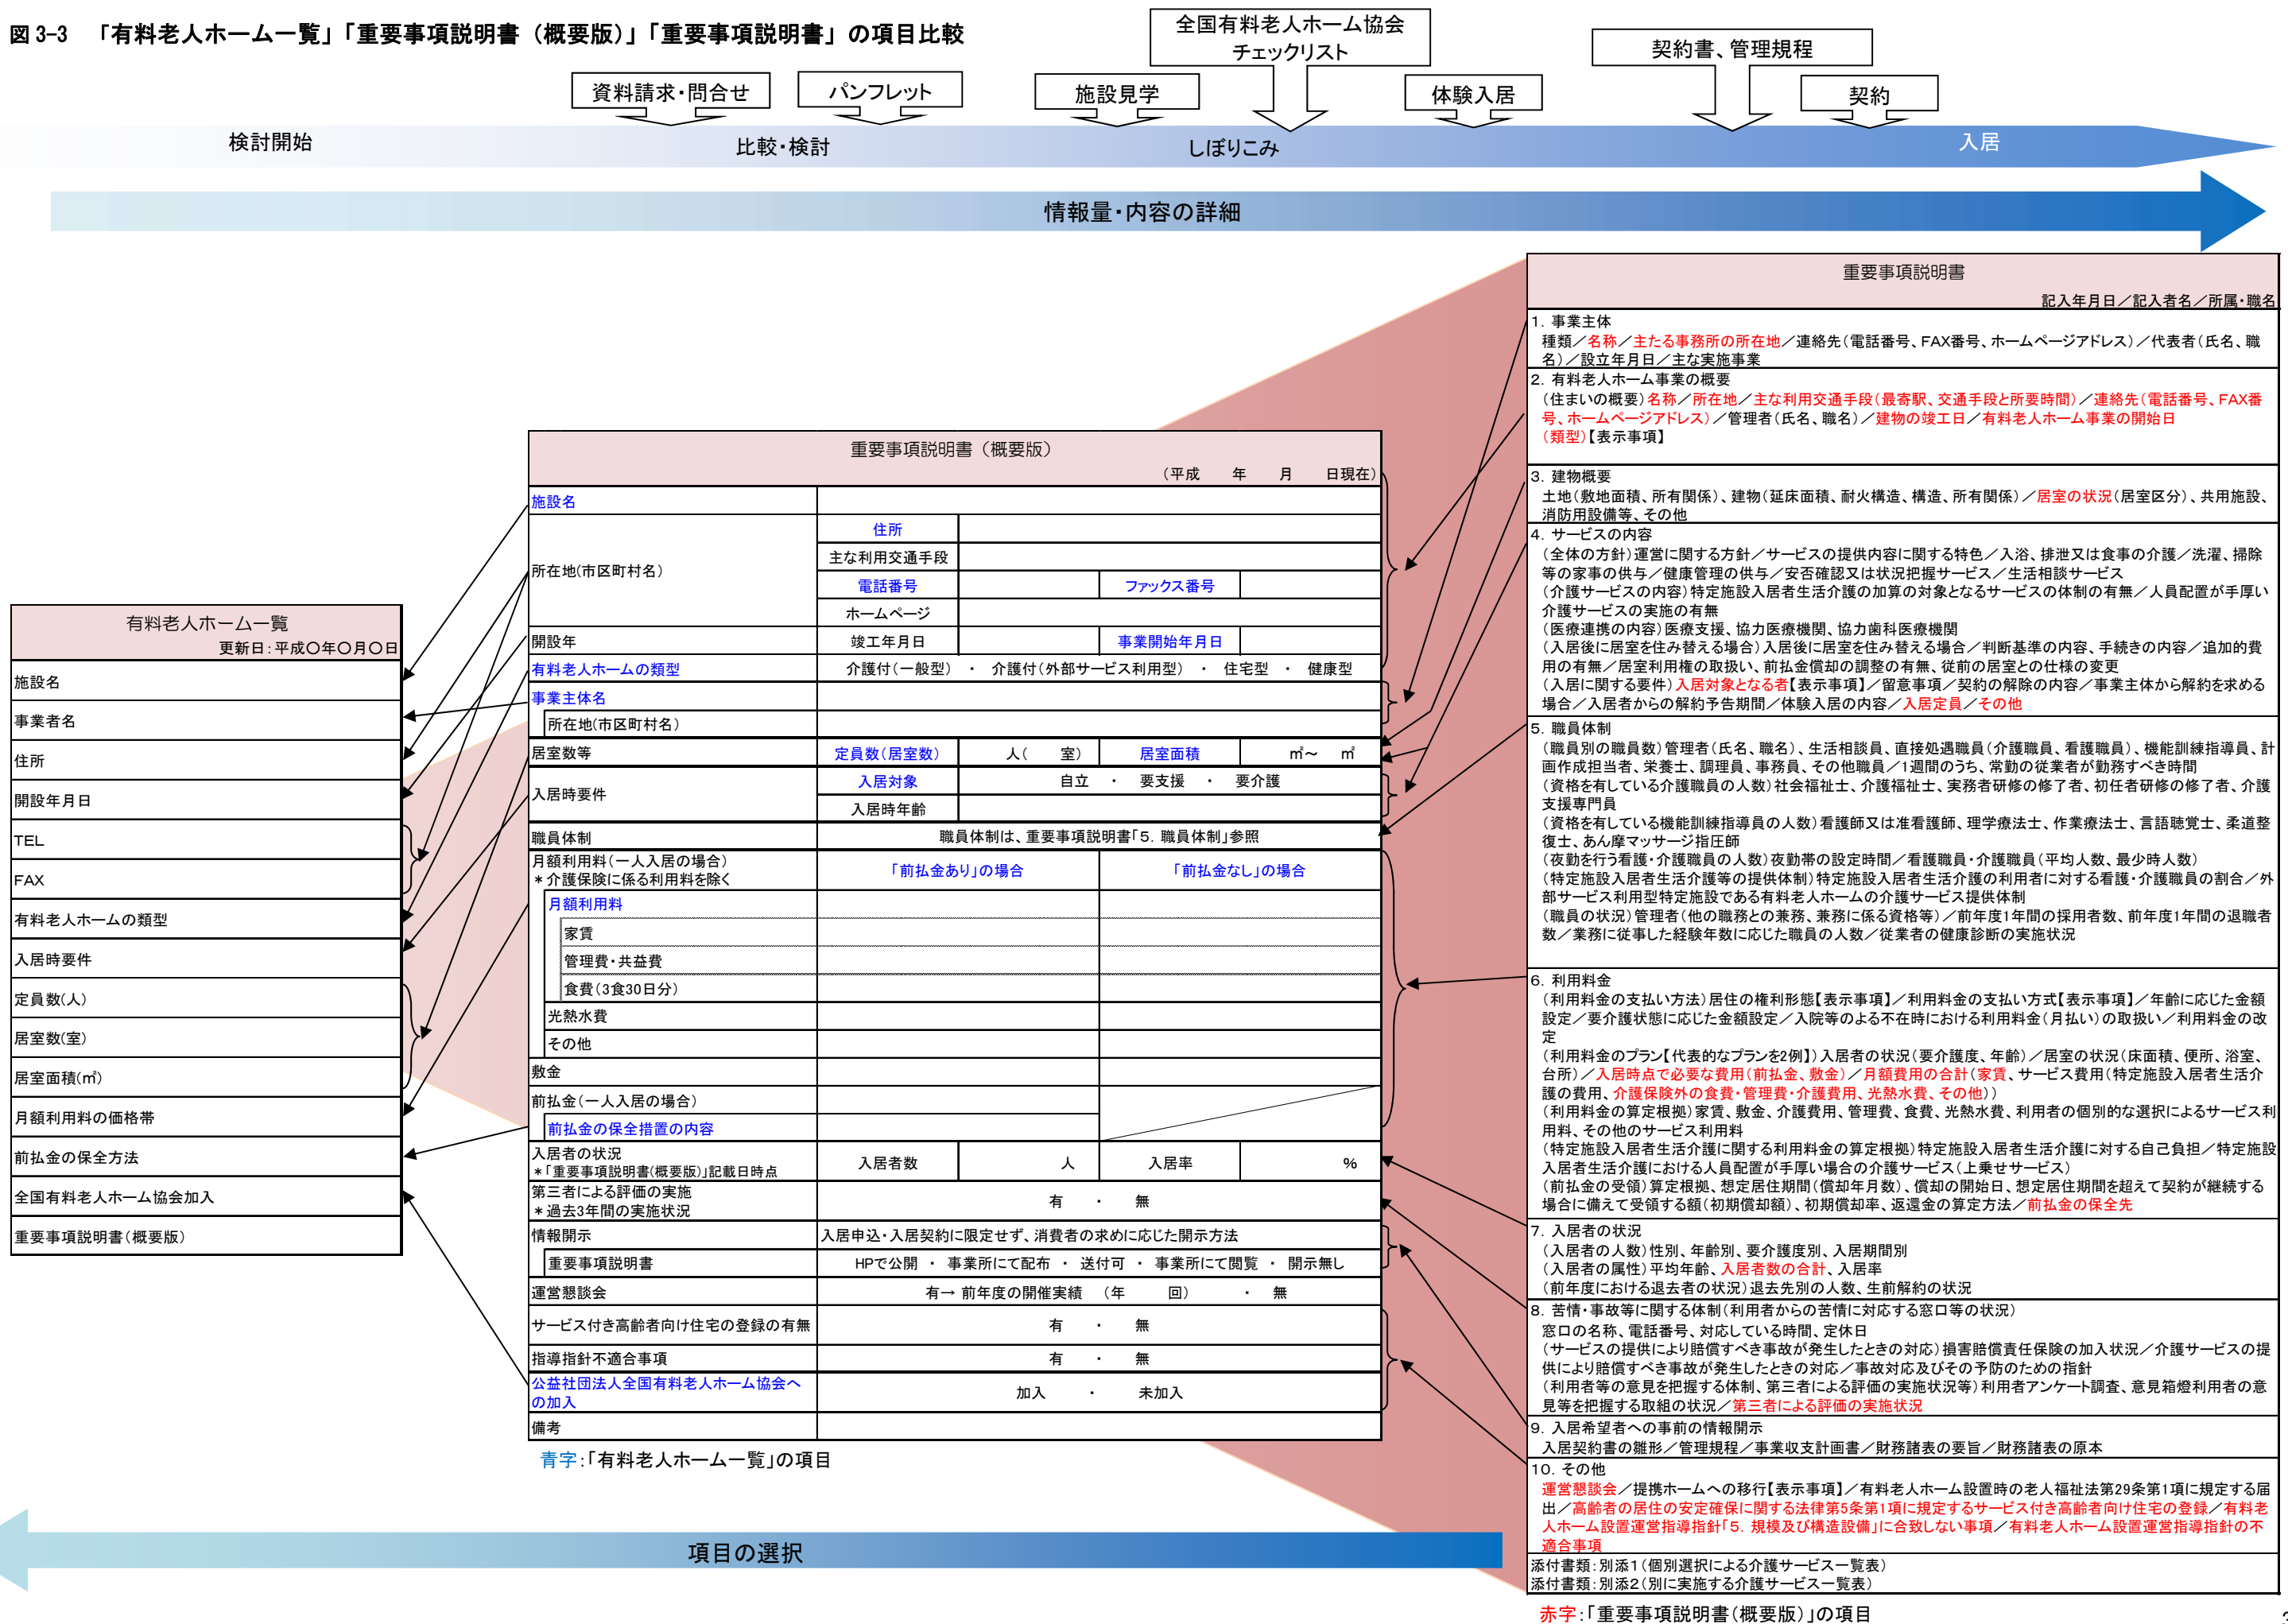 図3-3　「有料老人ホーム一覧」「重要事項説明書（概要版）」「重要事項説明書」の項目比較
全国有料老人ホーム協会
チェックリスト
契約書、管理規程
資料請求・問合せ
パンフレット
施設見学
体験入居
契約
検討開始
比較・検討
しぼりこみ
入居
情報量・内容の詳細
有料老人ホーム一覧
更新日：平成〇年〇月〇日
施設名
事業者名
住所
開設年月日
TEL
FAX
有料老人ホームの類型
入居時要件
定員数(人)
居室数(室)
居室面積(㎡)
月額利用料の価格帯
前払金の保全方法
全国有料老人ホーム協会加入
重要事項説明書(概要版)
重要事項説明書（概要版）
（平成　　年　　月　　日現在）
施設名
所在地(市区町村名)
住所
主な利用交通手段
電話番号　ファックス番号
ホームページ
開設年　竣工年月日　事業開始年月日
有料老人ホームの類型　介護付(一般型)　・　介護付(外部サービス利用型)　・　住宅型　・　健康型
事業主体名
所在地(市区町村名)
居室数等　定員数(居室数)　人(　　室)　居室面積　㎡～　㎡
入居時要件
入居対象　自立　・　要支援　・　要介護
入居時年齢
職員体制　職員体制は、重要事項説明書「5．職員体制」参照
月額利用料(一人入居の場合)
＊介護保険に係る利用料を除く
「前払金あり」の場合　「前払金なし」の場合
月額利用料
家賃
管理費・共益費
食費(3食30日分)
光熱水費
その他
敷金
前払金(一人入居の場合)
前払金の保全措置の内容
入居者の状況
＊「重要事項説明書(概要版)」記載日時点
入居者数　人　入居率　%
第三者による評価の実施
＊過去3年間の実施状況
有　・　無
情報開示　入居申込・入居契約に限定せず、消費者の求めに応じた開示方法
重要事項説明書　HPで公開　・　事業所にて配布　・　送付可　・　事業所にて閲覧　・　開示無し
運営懇談会　有→ 前年度の開催実績　（年　　回）　・　無
サービス付き高齢者向け住宅の登録の有無　有　・　無
指導指針不適合事項　有　・　無
公益社団法人全国有料老人ホーム協会へ
の加入
加入　・　未加入
備考
青字：「有料老人ホーム一覧」の項目
重要事項説明書
記入年月日／記入者名／所属・職名
1．事業主体
種類／名称／主たる事務所の所在地／連絡先(電話番号、FAX番号、ホームページアドレス)／代表者(氏名、職
名)／設立年月日／主な実施事業
2．有料老人ホーム事業の概要
(住まいの概要)名称／所在地／主な利用交通手段(最寄駅、交通手段と所要時間)／連絡先(電話番号、FAX番
号、ホームページアドレス)／管理者(氏名、職名)／建物の竣工日／有料老人ホーム事業の開始日
(類型)【表示事項】
3．建物概要
土地(敷地面積、所有関係)、建物(延床面積、耐火構造、構造、所有関係)／居室の状況(居室区分)、共用施設、
消防用設備等、その他
4．サービスの内容
(全体の方針)運営に関する方針／サービスの提供内容に関する特色／入浴、排泄又は食事の介護／洗濯、掃除
等の家事の供与／健康管理の供与／安否確認又は状況把握サービス／生活相談サービス
(介護サービスの内容)特定施設入居者生活介護の加算の対象となるサービスの体制の有無／人員配置が手厚い
介護サービスの実施の有無
(医療連携の内容)医療支援、協力医療機関、協力歯科医療機関
(入居後に居室を住み替える場合)入居後に居室を住み替える場合／判断基準の内容、手続きの内容／追加的費
用の有無／居室利用権の取扱い、前払金償却の調整の有無、従前の居室との仕様の変更
(入居に関する要件)入居対象となる者【表示事項】／留意事項／契約の解除の内容／事業主体から解約を求める
場合／入居者からの解約予告期間／体験入居の内容／入居定員／その他
5．職員体制
(職員別の職員数)管理者(氏名、職名)、生活相談員、直接処遇職員(介護職員、看護職員)、機能訓練指導員、計
画作成担当者、栄養士、調理員、事務員、その他職員／1週間のうち、常勤の従業者が勤務すべき時間
(資格を有している介護職員の人数)社会福祉士、介護福祉士、実務者研修の修了者、初任者研修の修了者、介護
支援専門員
(資格を有している機能訓練指導員の人数)看護師又は准看護師、理学療法士、作業療法士、言語聴覚士、柔道整
復士、あん摩マッサージ指圧師
(夜勤を行う看護・介護職員の人数)夜勤帯の設定時間／看護職員・介護職員(平均人数、最少時人数)
(特定施設入居者生活介護等の提供体制)特定施設入居者生活介護の利用者に対する看護・介護職員の割合／外
部サービス利用型特定施設である有料老人ホームの介護サービス提供体制
(職員の状況)管理者(他の職務との兼務、兼務に係る資格等)／前年度1年間の採用者数、前年度1年間の退職者
数／業務に従事した経験年数に応じた職員の人数／従業者の健康診断の実施状況
6．利用料金
(利用料金の支払い方法)居住の権利形態【表示事項】／利用料金の支払い方式【表示事項】／年齢に応じた金額
設定／要介護状態に応じた金額設定／入院等のよる不在時における利用料金(月払い)の取扱い／利用料金の改
定
(利用料金のプラン【代表的なプランを2例】)入居者の状況(要介護度、年齢)／居室の状況(床面積、便所、浴室、
台所)／入居時点で必要な費用(前払金、敷金)／月額費用の合計(家賃、サービス費用(特定施設入居者生活介
護の費用、介護保険外の食費・管理費・介護費用、光熱水費、その他))
(利用料金の算定根拠)家賃、敷金、介護費用、管理費、食費、光熱水費、利用者の個別的な選択によるサービス利
用料、その他のサービス利用料
(特定施設入居者生活介護に関する利用料金の算定根拠)特定施設入居者生活介護に対する自己負担／特定施設
入居者生活介護における人員配置が手厚い場合の介護サービス(上乗せサービス)
(前払金の受領)算定根拠、想定居住期間(償却年月数)、償却の開始日、想定居住期間を超えて契約が継続する
場合に備えて受領する額(初期償却額)、初期償却率、返還金の算定方法／前払金の保全先
7．入居者の状況
(入居者の人数)性別、年齢別、要介護度別、入居期間別
(入居者の属性)平均年齢、入居者数の合計、入居率
(前年度における退去者の状況)退去先別の人数、生前解約の状況
8．苦情・事故等に関する体制(利用者からの苦情に対応する窓口等の状況)
窓口の名称、電話番号、対応している時間、定休日
(サービスの提供により賠償すべき事故が発生したときの対応)損害賠償責任保険の加入状況／介護サービスの提
供により賠償すべき事故が発生したときの対応／事故対応及びその予防のための指針
(利用者等の意見を把握する体制、第三者による評価の実施状況等)利用者アンケート調査、意見箱燈利用者の意
見等を把握する取組の状況／第三者による評価の実施状況
9．入居希望者への事前の情報開示
入居契約書の雛形／管理規程／事業収支計画書／財務諸表の要旨／財務諸表の原本
10．その他
運営懇談会／提携ホームへの移行【表示事項】／有料老人ホーム設置時の老人福祉法第29条第1項に規定する届
出／高齢者の居住の安定確保に関する法律第5条第1項に規定するサービス付き高齢者向け住宅の登録／有料老
人ホーム設置運営指導指針「5．規模及び構造設備」に合致しない事項／有料老人ホーム設置運営指導指針の不
適合事項
添付書類：別添1(個別選択による介護サービス一覧表)
添付書類：別添2(別に実施する介護サービス一覧表)
赤字：「重要事項説明書(概要版)」の項目
項目の選択